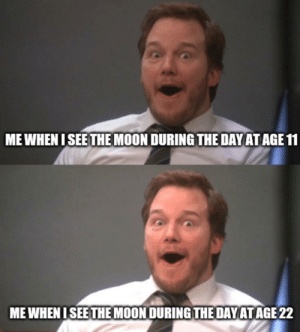 ME WHEN I SEE THE MOON DURING THE DAY AT AGE 11
ME WHEN I SEE THE MOON DURING THE DAY AT AGE 22